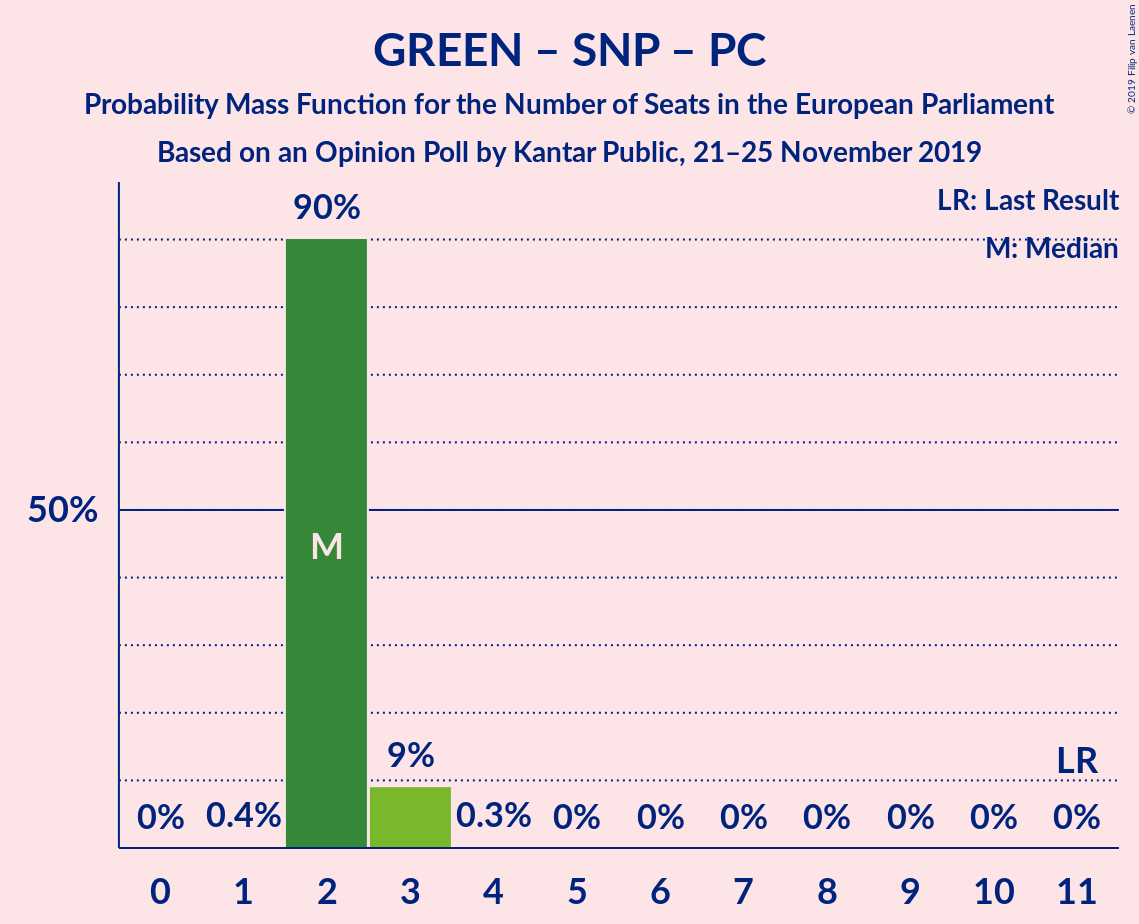 GREEN – SNP – PC
Probability Mass Function for the Number of Seats in the European Parliament
Based on an Opinion Poll by Kantar Public, 21–25 November 2019
© 2019 Filip van Laenen
LR: Last Result
M: Median
90%
50%
M
9%
LR
0% 0.4% 0.3% 0% 0% 0% 0% 0% 0% 0%
0 1 2 3 4 5 6 7 8 9 10 11